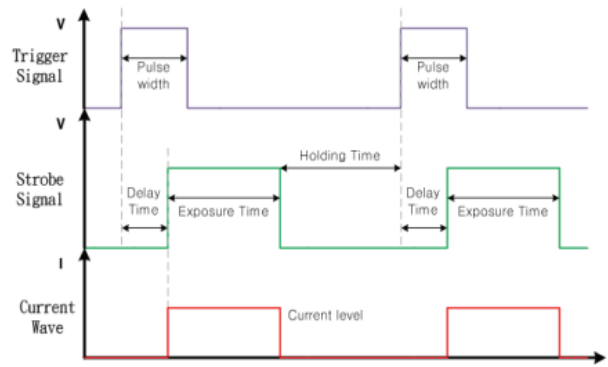 V
Trigger
Signal
Pulse
width
Pulse
width
V
Strobe
Signal
Holding Time
Delay
Time
Exposure Time
Delay
Time
Exposure Time
I
Current
Wave
Current level